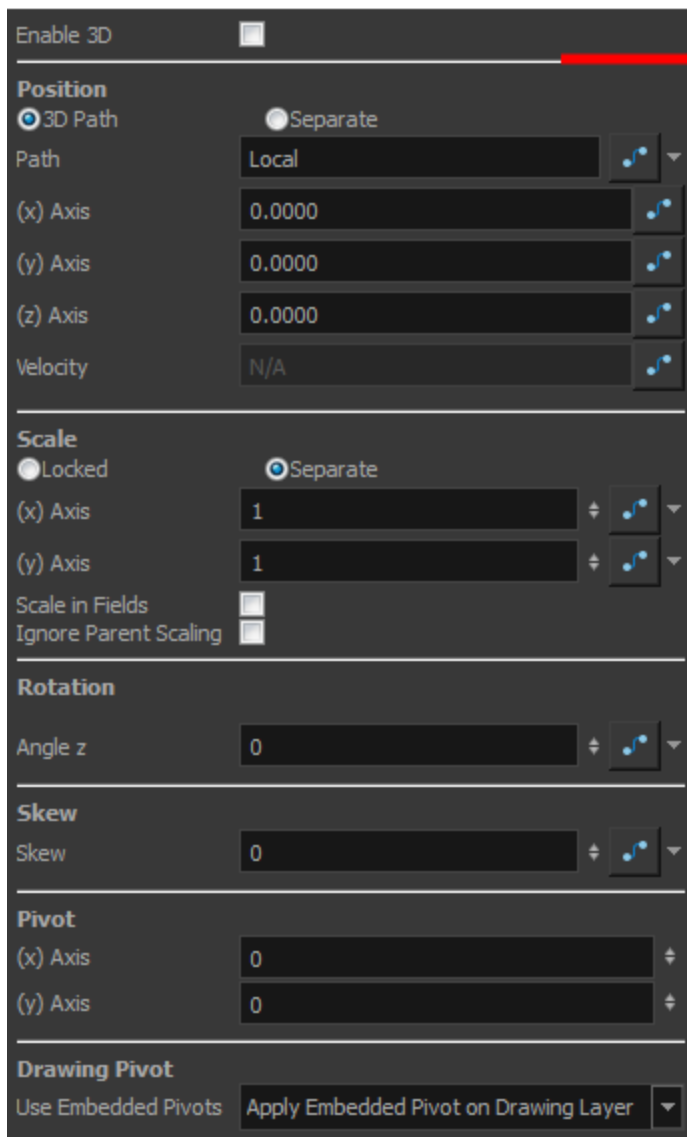 Enable 3D
Position
3D Path Separate
Path Local
(x) Axis 0.0000
(y) Axis 0.0000
(z) Axis 0.0000
Velocity N/A
Scale
Locked Separate
(x) Axis 1
(y) Axis 1
Scale in Fields
Ignore Parent Scaling
Rotation
Angle z 0
Skew
Skew 0
Pivot
(x) Axis 0
(y) Axis 0
Drawing Pivot
Use Embedded Pivots Apply Embedded Pivot on Drawing Layer